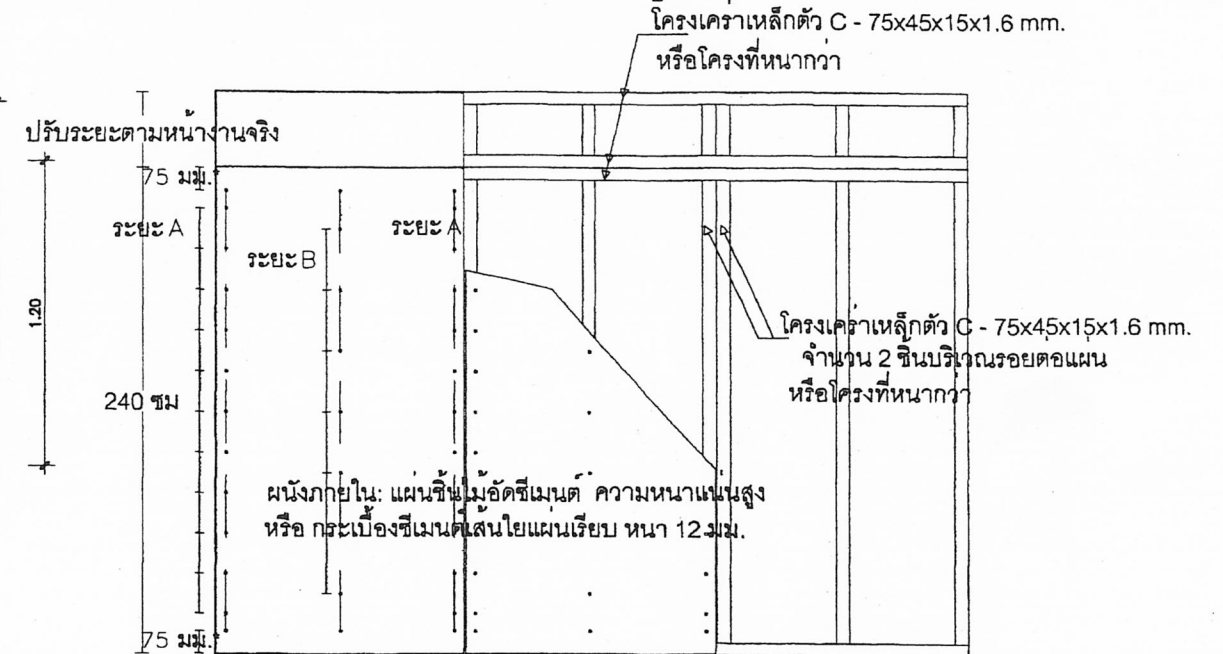 โครงเคราเหล็กตัว C - 75x45x15x1.6 mm.
หรือโครงที่หนากว่า
ปรับระยะตามหน้างานจริง
75 มม.
ระยะ A
ระยะ A
ระยะ B
1.20
โครงเคร่าเหล็กตัว C - 75x45x15x1.6 mm.
จำนวน 2 ชิ้นบริเวณรอยต่อแผ่น
หรือโครงที่หนากว่า
240 ซม
ผนังภายใน: แผ่นชิ้นไม้อัดซีเมนต์ ความหนาแน่นสูง
หรือ กระเบื้องซีเมนต์เส้นใยแผ่นเรียบ หนา 12 มม.
75 มม.